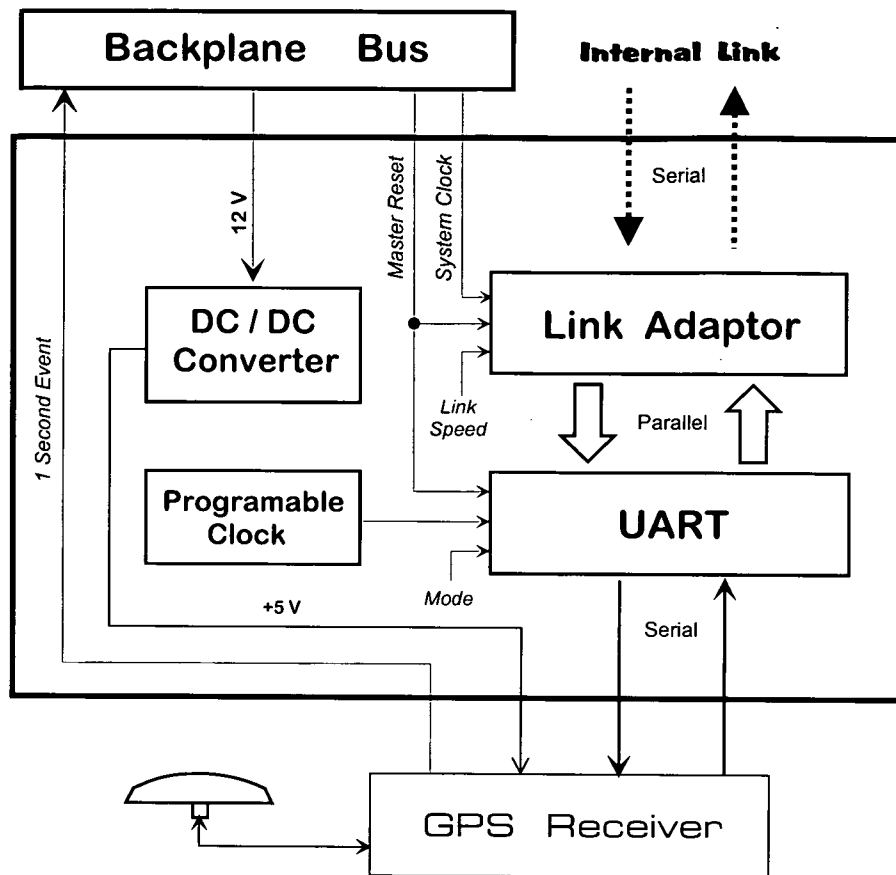 Backplane Bus
Internal Link
Serial
12 V
Master Reset
System Clock
DC / DC
Converter
Link Adaptor
1 Second Event
Link
Speed
Parallel
Programable
Clock
UART
Mode
+5 V
Serial
GPS Receiver